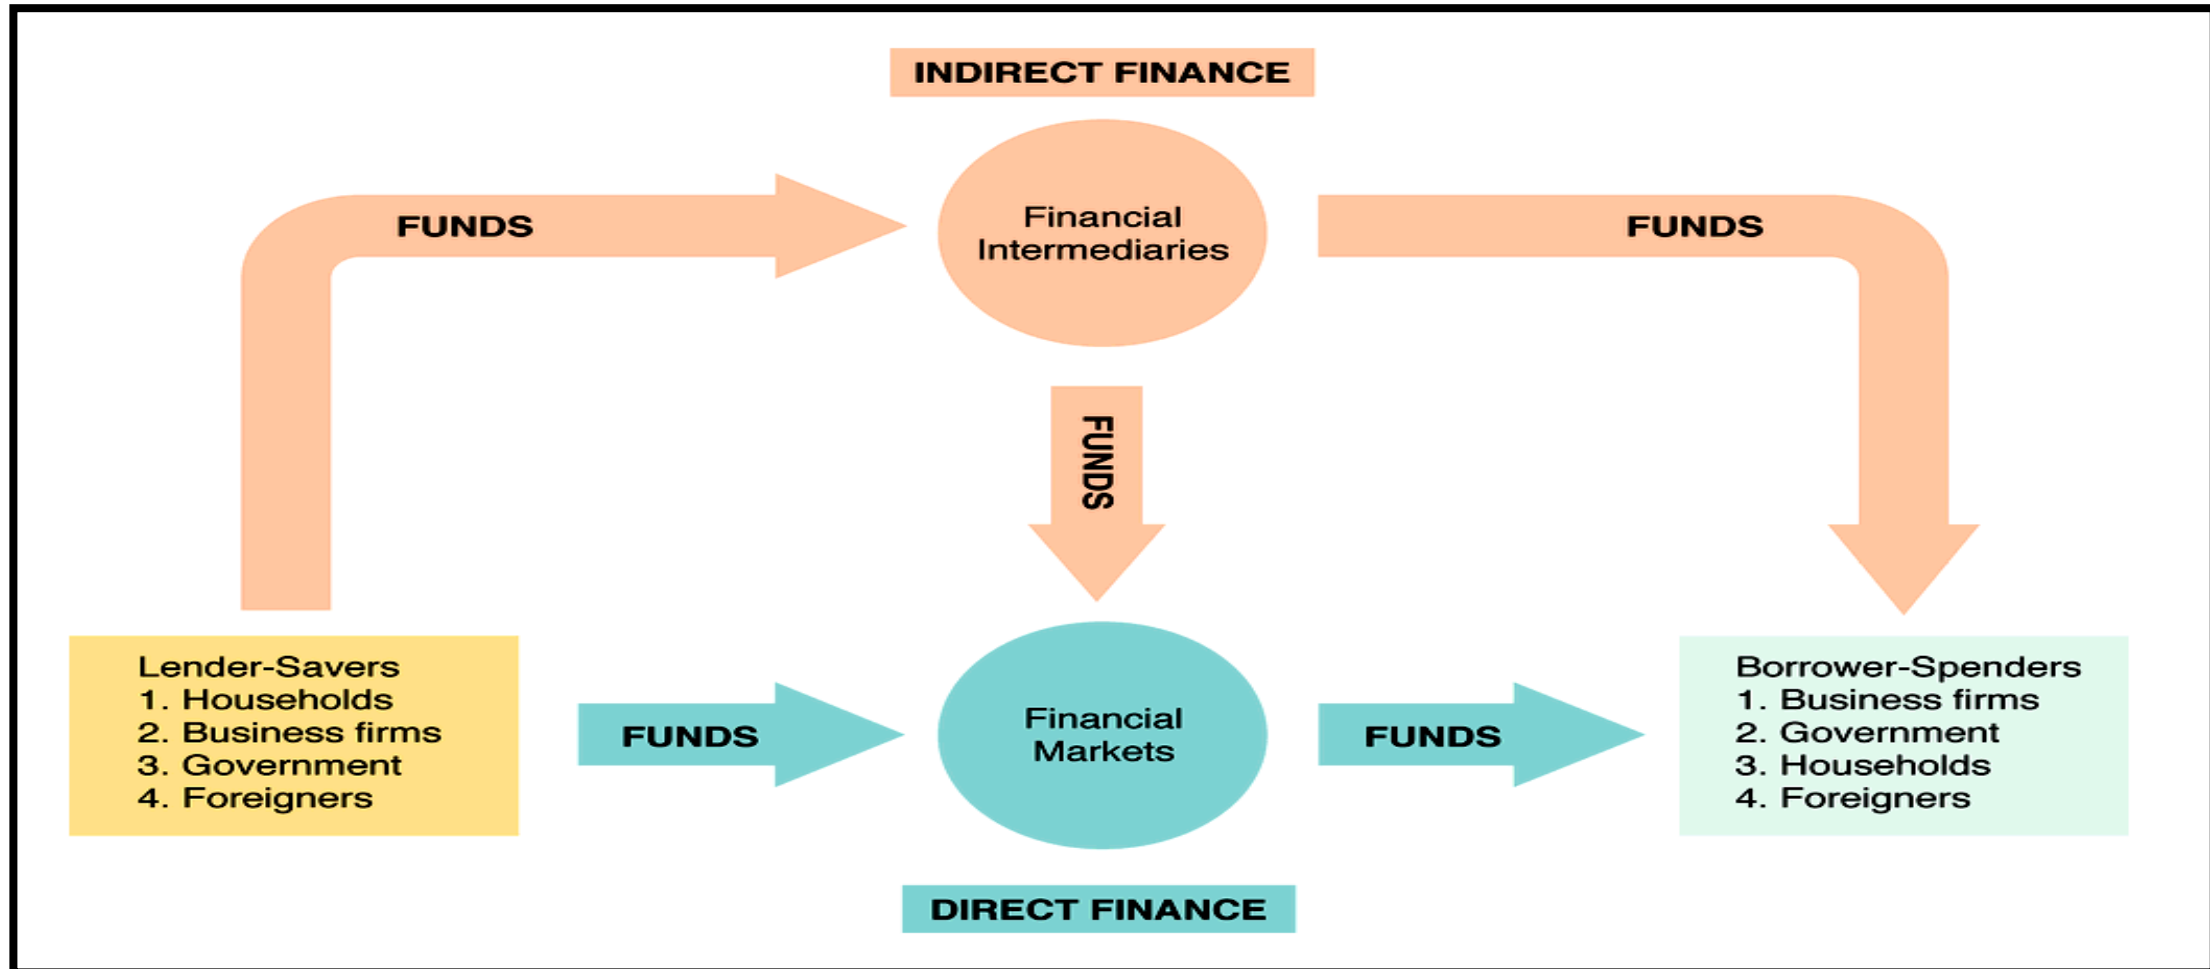 INDIRECT FINANCE
FUNDS
Financial
Intermediaries
FUNDS
FUNDS
Lender-Savers
1. Households
2. Business firms
3. Government
4. Foreigners
FUNDS
Financial
Markets
FUNDS
Borrower-Spenders
1. Business firms
2. Government
3. Households
4. Foreigners
DIRECT FINANCE